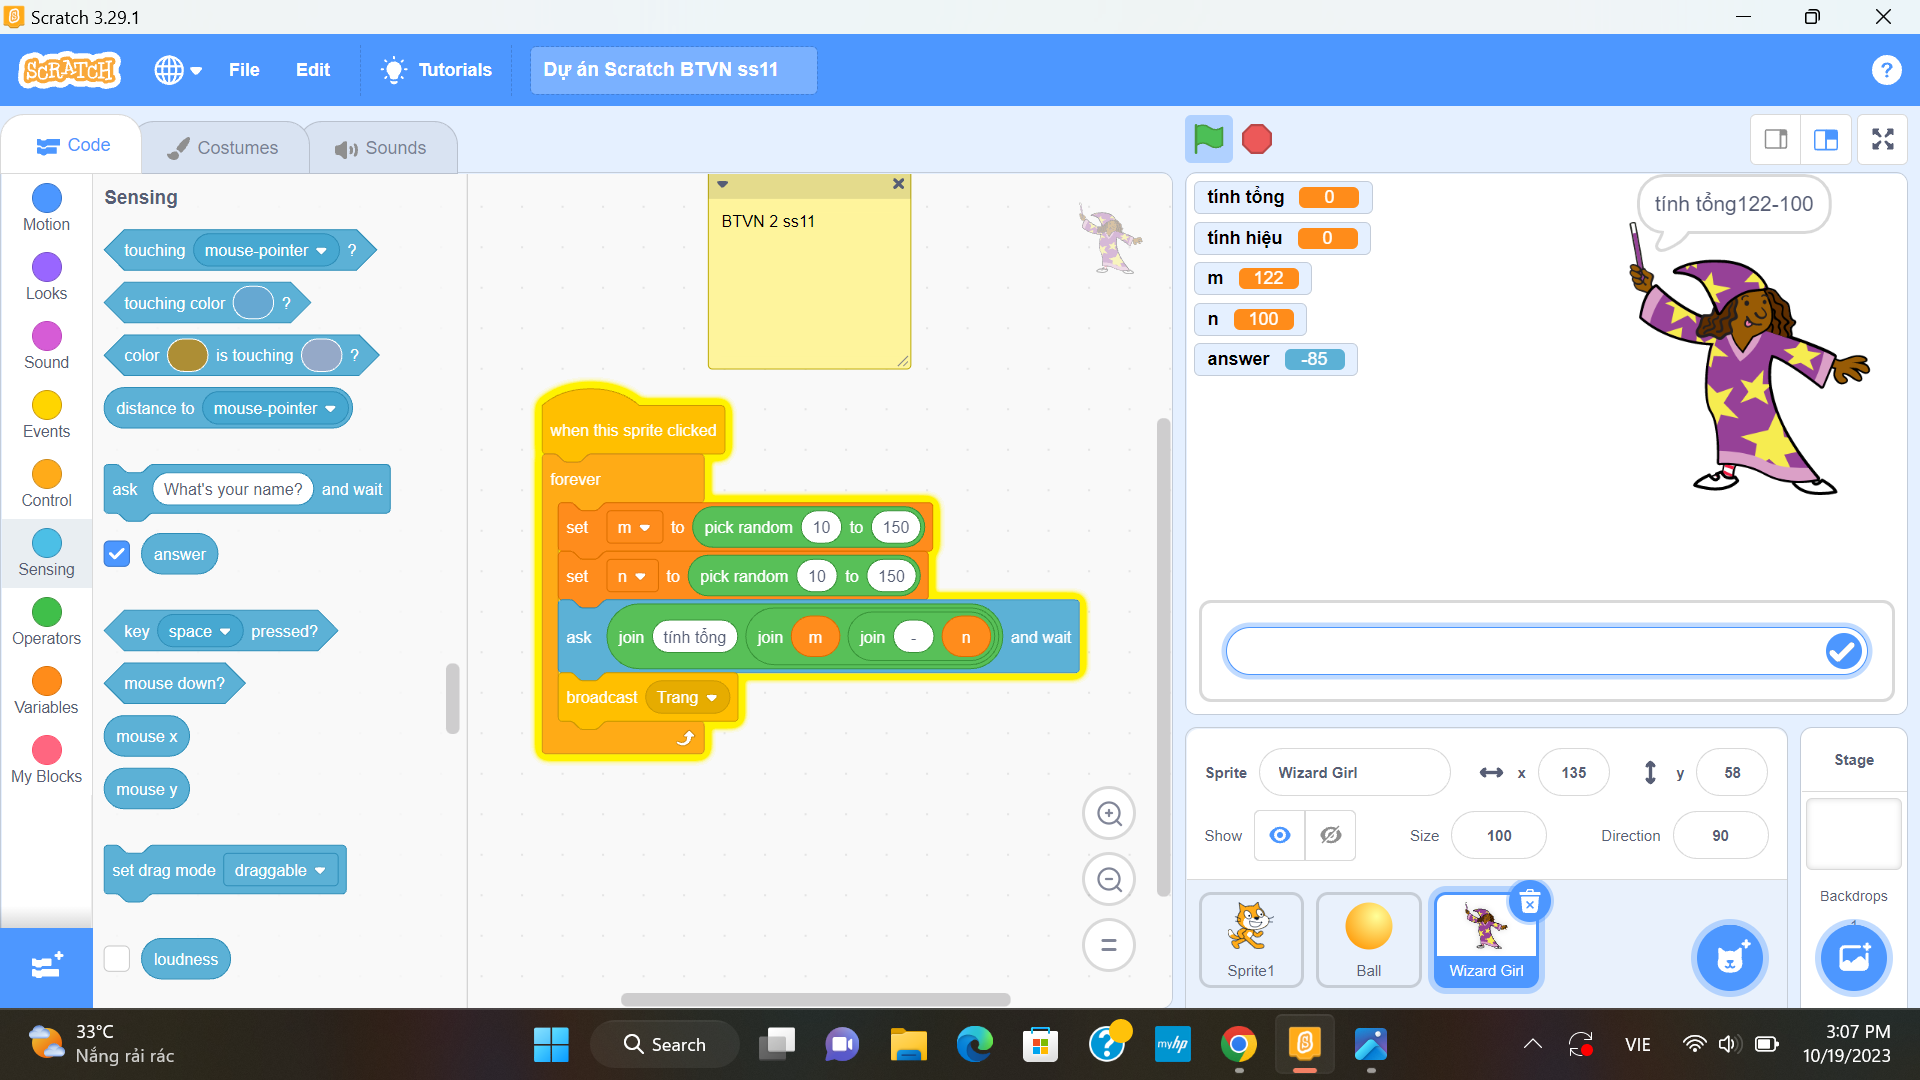 Scratch 3.29.1
SCRATCH
File
Edit
Tutorials
Dự án Scratch BTVN ss11
?
Code
Costumes
Sounds
Motion
Looks
Sound
Events
Control
Sensing
Operators
Variables
My Blocks
Sensing
touching mouse-pointer ?
touching color ?
color is touching ?
distance to mouse-pointer
ask What's your name? and wait
answer
key space pressed?
mouse down?
mouse x
mouse y
set drag mode draggable
loudness
BTVN 2 ss11
when this sprite clicked
forever
set m to pick random 10 to 150
set n to pick random 10 to 150
ask join tính tổng join m join - n and wait
broadcast Trang
tính tổng 0
tính hiệu 0
m 122
n 100
answer -85
tính tổng122-100
Sprite Wizard Girl x 135 y 58
Show Size 100 Direction 90
Sprite1
Ball
Wizard Girl
Stage
Backdrops
1
33°C
Nắng rải rác
Search
myhp
VIE
3:07 PM
10/19/2023